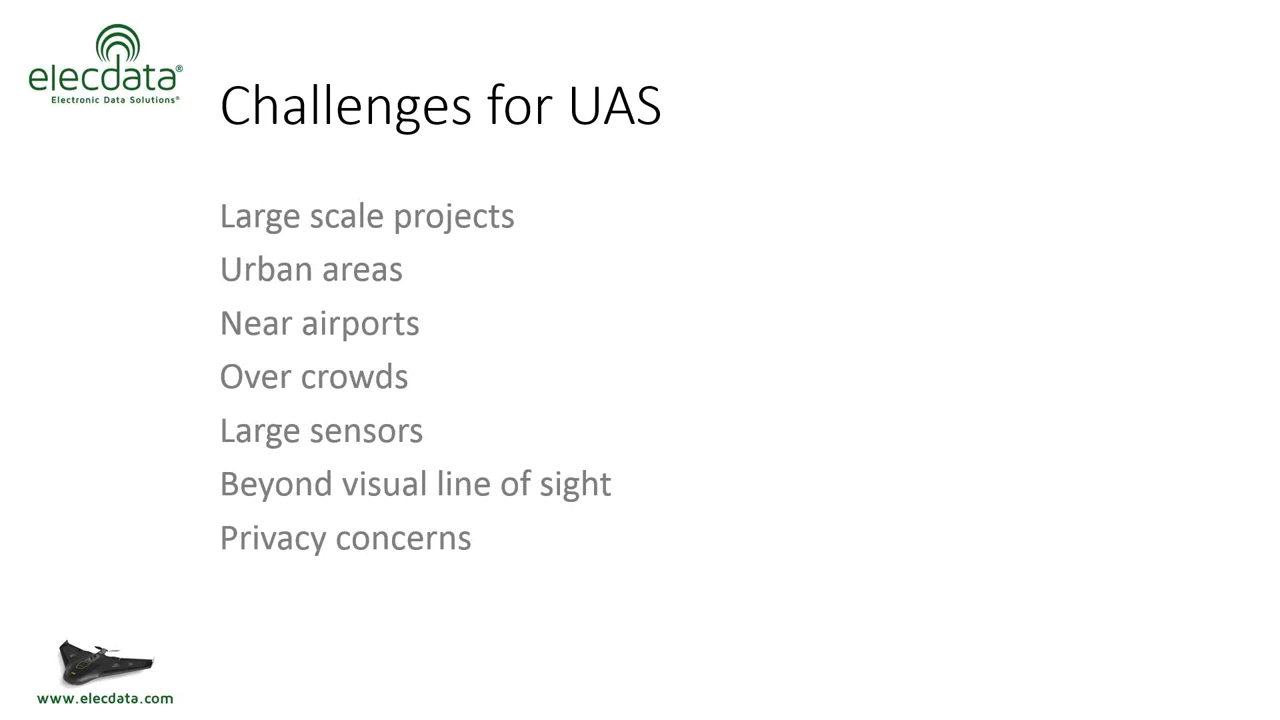 elecdata®
Electronic Data Solutions®
Challenges for UAS
Large scale projects
Urban areas
Near airports
Over crowds
Large sensors
Beyond visual line of sight
Privacy concerns
www.elecdata.com